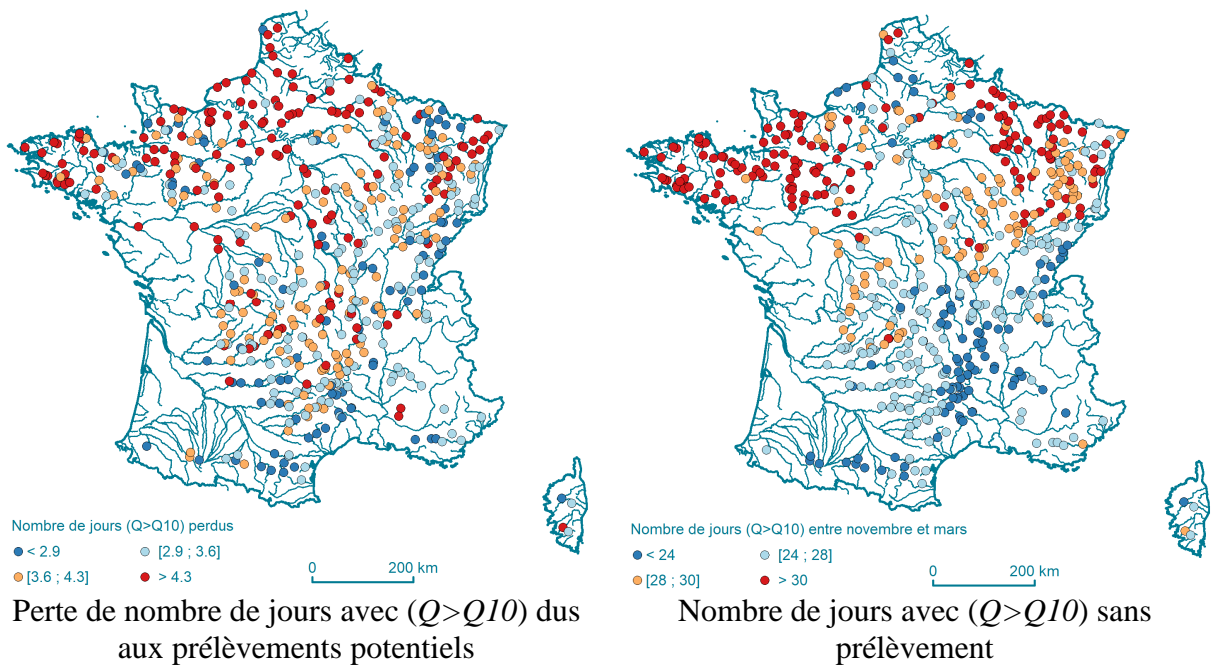 Nombre de jours (Q>Q10) perdus
< 2.9
[2.9 ; 3.6]
[3.6 ; 4.3]
> 4.3
0
200 km
Perte de nombre de jours avec (Q>Q10) dus
aux prélèvements potentiels
Nombre de jours (Q>Q10) entre novembre et mars
< 24
[24 ; 28]
[28 ; 30]
> 30
0
200 km
Nombre de jours avec (Q>Q10) sans
prélèvement